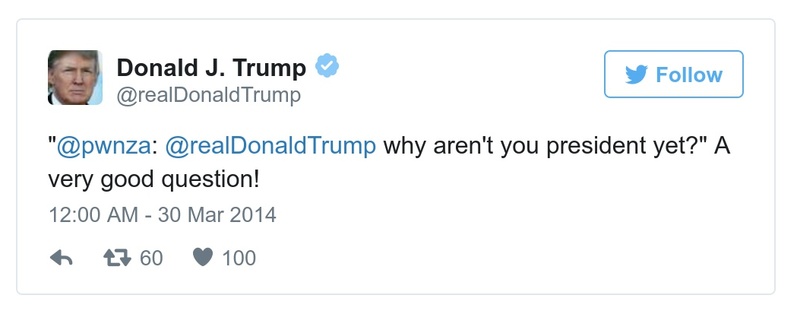 Donald J. Trump
@realDonaldTrump
Follow
"@pwnza: @realDonaldTrump why aren't you president yet?" A
very good question!
12:00 AM - 30 Mar 2014
60 100